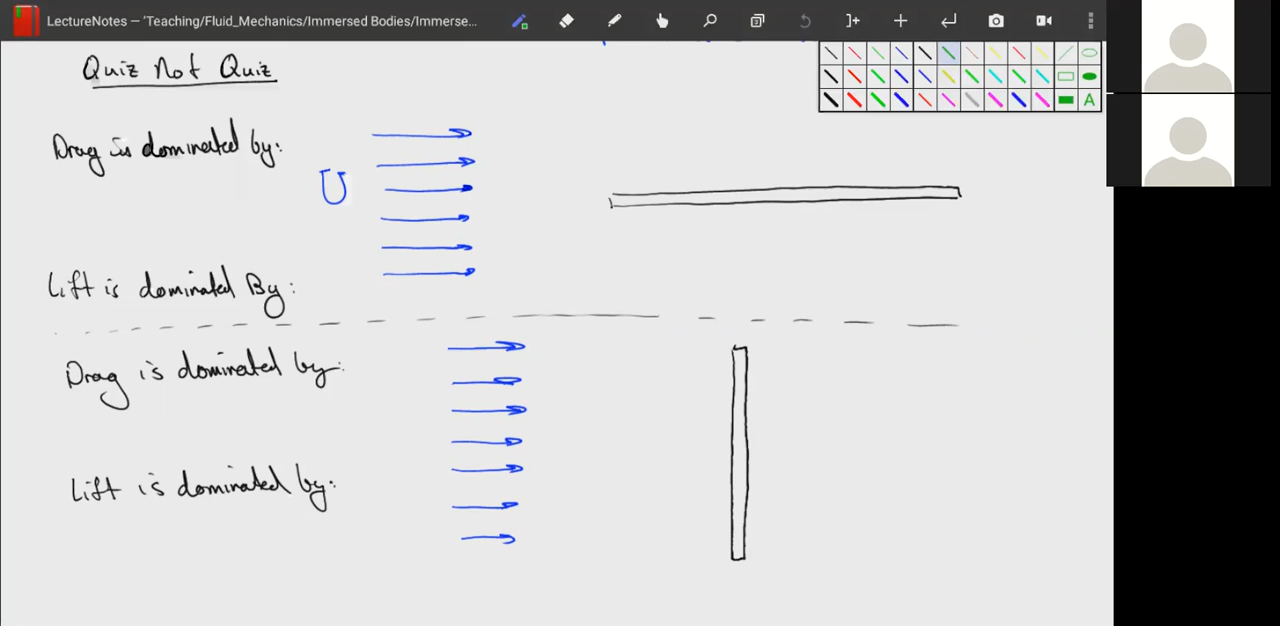 LectureNotes — 'Teaching/Fluid_Mechanics/Immersed Bodies/Immerse...
A
Quiz Not Quiz
Drag is dominated by:
U
Lift is dominated By:
Drag is dominated by:
Lift is dominated by: